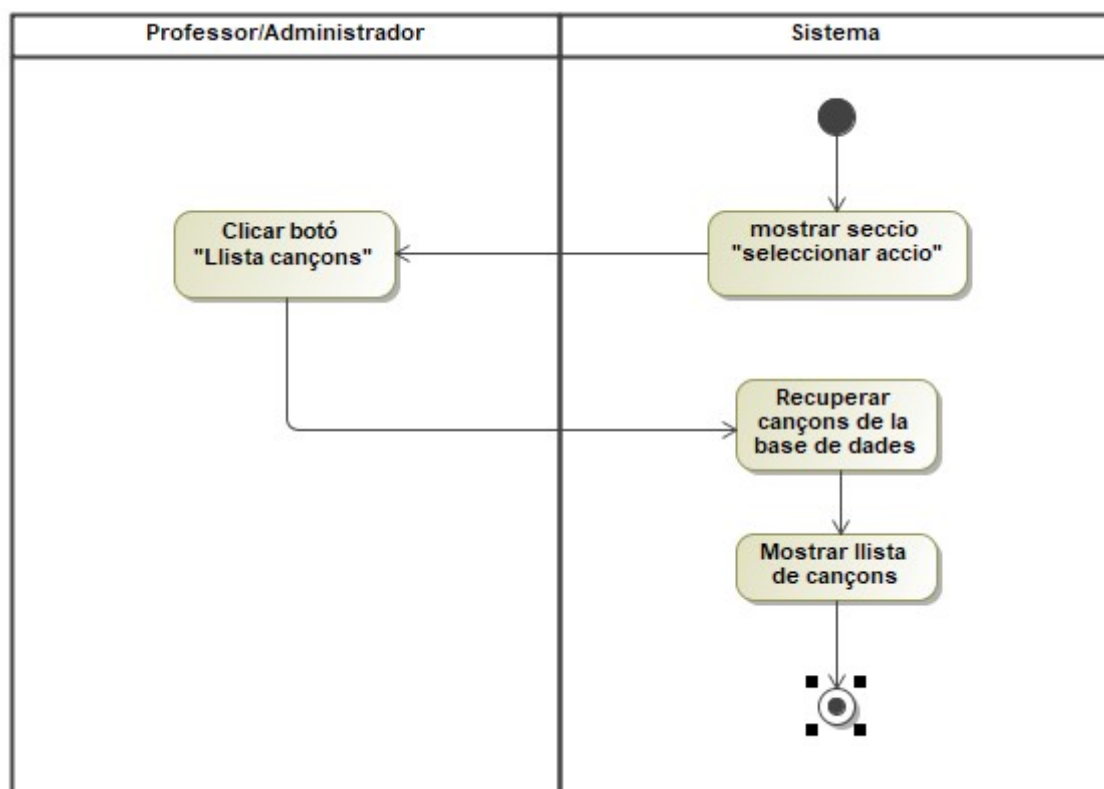 Professor/Administrador
Sistema
mostrar seccio
"seleccionar accio"
Clicar botó
"Llista cançons"
Recuperar
cançons de la
base de dades
Mostrar llista
de cançons